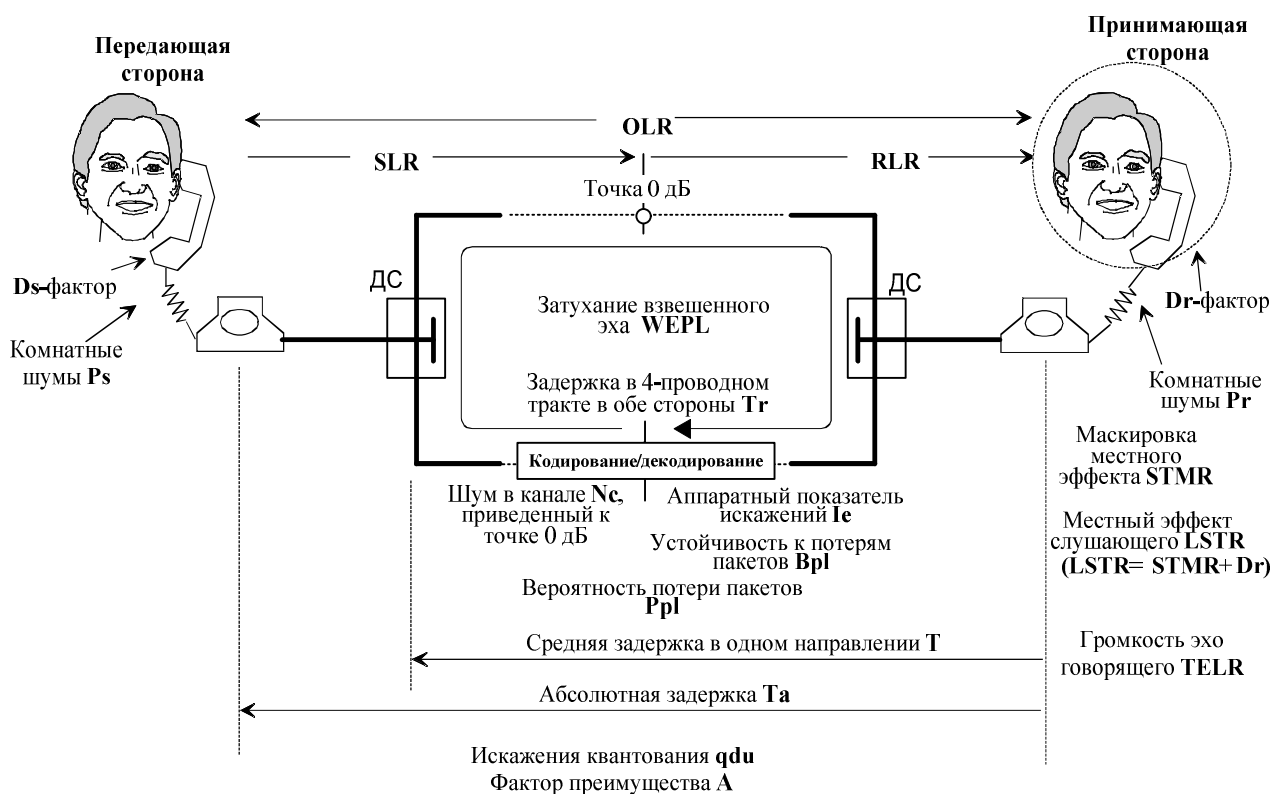 Передающая
сторона
Принимающая
сторона
OLR
SLR
RLR
Точка 0 дБ
Ds-фактор
Комнатные
шумы Ps
ДС
ДС
Затухание взвешенного
эха WEPL
Задержка в 4-проводном
тракте в обе стороны Tr
Dr-фактор
Комнатные
шумы Pr
Кодирование/декодирование
Маскировка
местного
эффекта STMR
Шум в канале Nc,
приведенный к
точке 0 дБ
Аппаратный показатель
искажений Ie
Устойчивость к потерям
пакетов Bpl
Вероятность потери пакетов
Ppl
Местный эффект
слушающего LSTR
(LSTR= STMR+Dr)
Средняя задержка в одном направлении T
Громкость эхо
говорящего TELR
Абсолютная задержка Ta
Искажения квантования qdu
Фактор преимущества A